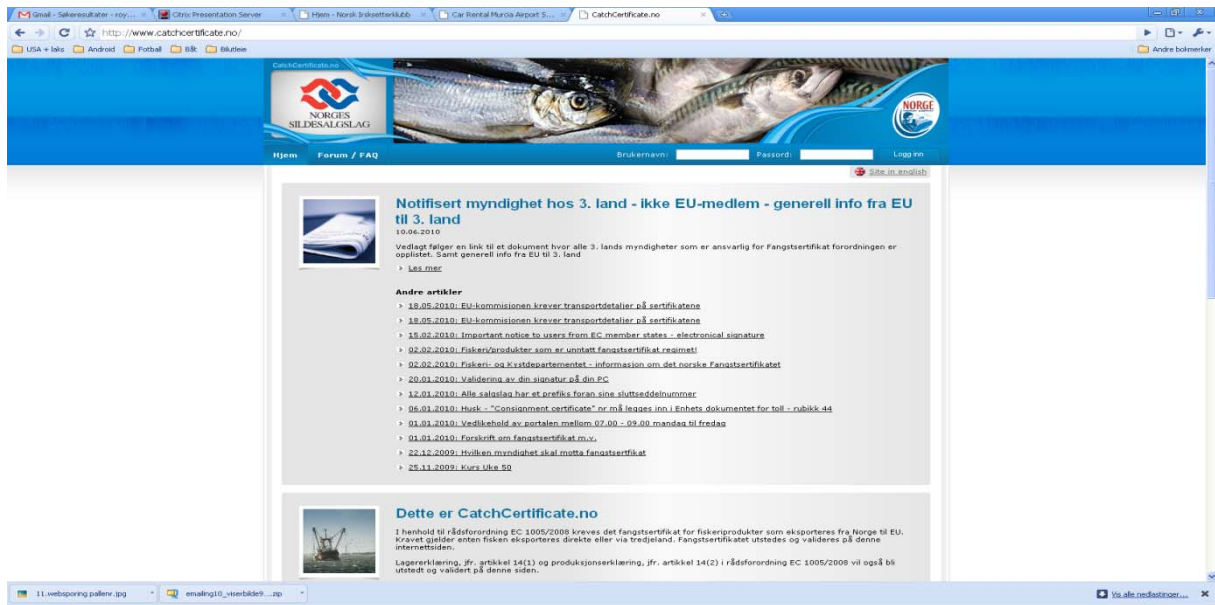 Gmail - Søkeresultater - roy...
Citrix Presentation Server
Hjem - Norsk Irsksetterklubb
Car Rental Murcia Airport S...
CatchCertificate.no
http://www.catchcertificate.no/
USA + laks
Android
Fotball
Båt
Bilutleie
Andre bokmerker
CatchCertificate.no
NORGES
SILDESALGSLAG
NORGE
Hjem
Forum / FAQ
Brukernavn:
Passord:
Logg inn
Site in english
Notifisert myndighet hos 3. land - ikke EU-medlem - generell info fra EU
til 3. land
10.06.2010
Vedlagt følger en link til et dokument hvor alle 3. lands myndigheter som er ansvarlig for Fangstsertifikat forordningen er
opplistet. Samt generell info fra EU til 3. land
Les mer
Andre artikler
18.05.2010: EU-kommisjonen krever transportdetaljer på sertifikatene
18.05.2010: EU-kommisjonen krever transportdetaljer på sertifikatene
15.02.2010: Important notice to users from EC member states - electronical signature
02.02.2010: Fiskeri/produkter som er unntatt fangstsertifikat regimet!
02.02.2010: Fiskeri- og Kystdepartementet - informasjon om det norske Fangstsertifikatet
20.01.2010: Validering av din signatur på din PC
12.01.2010: Alle salgslag har et prefiks foran sine sluttseddelnummer
06.01.2010: Husk - "Consignment certificate" nr må legges inn i Enhets dokumentet for toll - rubikk 44
01.01.2010: Vedlikehold av portalen mellom 07.00 - 09.00 mandag til fredag
01.01.2010: Forskrift om fangstsertifikat m.v.
22.12.2009: Hvilken myndighet skal motta fangstsertfikat
25.11.2009: Kurs Uke 50
Dette er CatchCertificate.no
I henhold til rådsforordning EC 1005/2008 kreves det fangstsertifikat for fiskeriprodukter som eksporteres fra Norge til EU.
Kravet gjelder enten fisken eksporteres direkte eller via tredjeland. Fangstsertifikatet utstedes og valideres på denne
internettsiden.
Lagererklæring, jfr. artikkel 14(1) og produksjonserklæring, jfr. artikkel 14(2) i rådsforordning EC 1005/2008 vil også bli
utstedt og validert på denne siden.
11.websporing pallenr.jpg
emaling10_viserbilde9....zip
Vis alle nedlastinger...